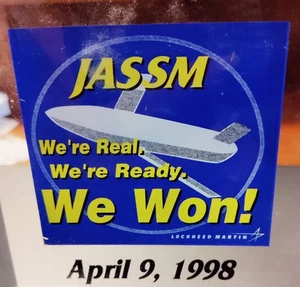 JASSM
We're Real.
We're Ready.
We Won!
LOCKHEED MARTIN
April 9, 1998